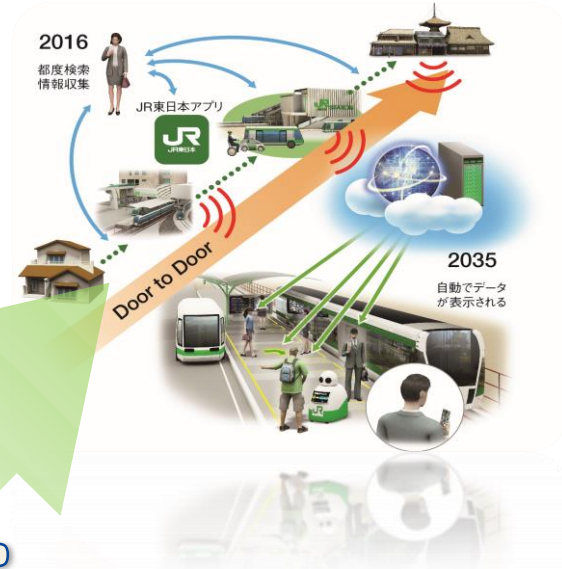 2016
都度検索
情報収集
JR東日本アプリ
JR
JR東日本
JR
Door to Door
2035
自動でデータ
が表示される
JR